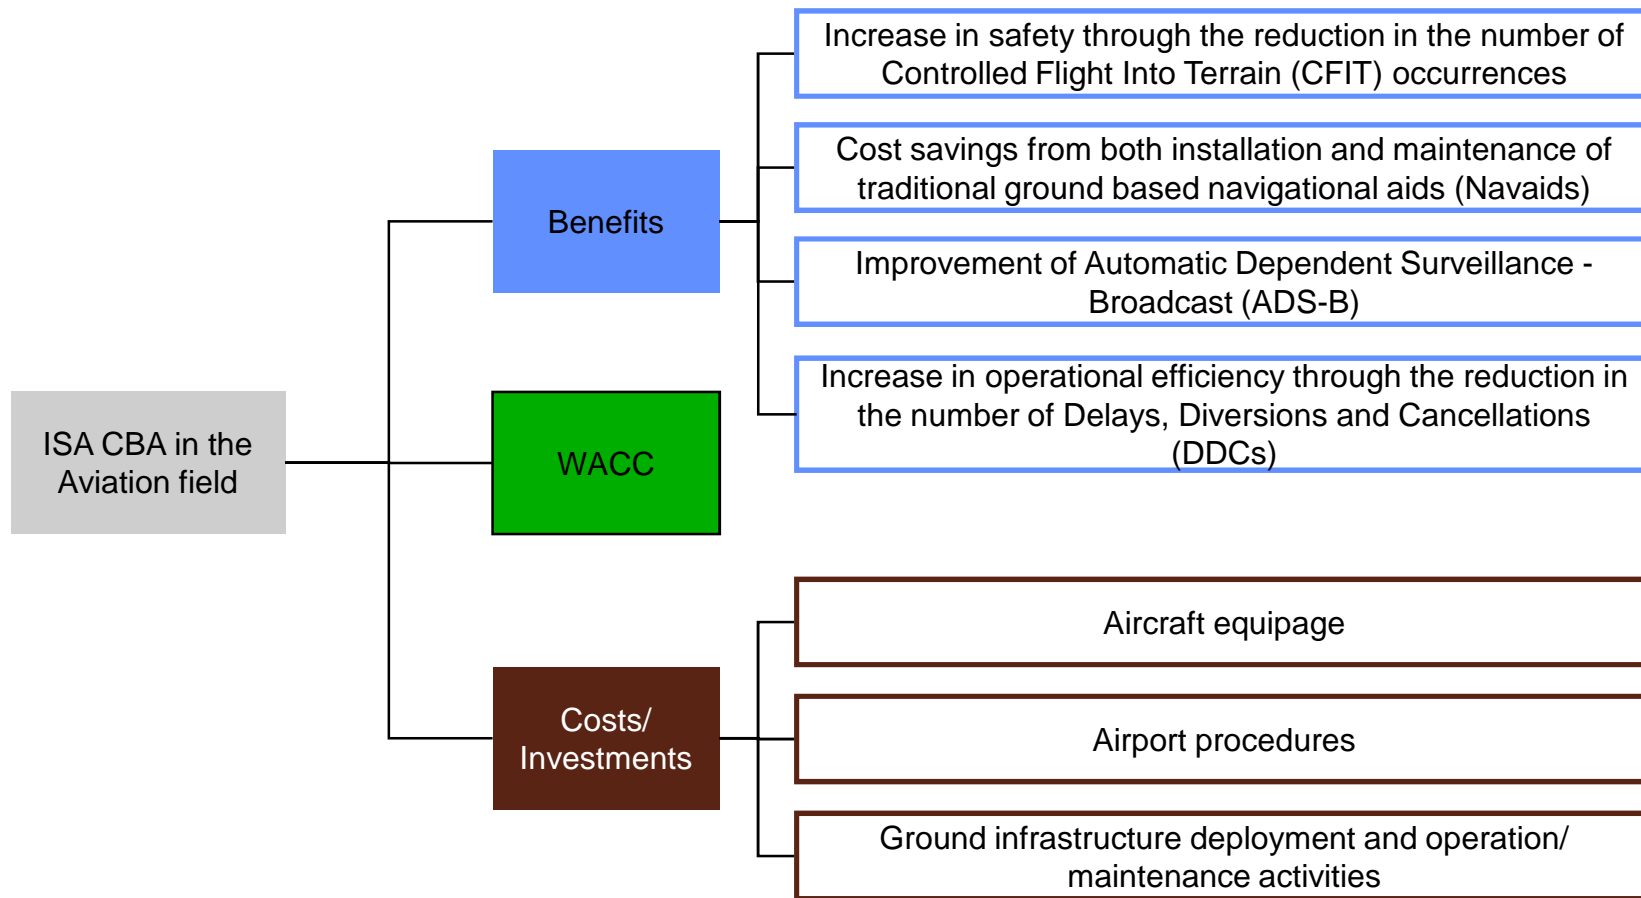 ISA CBA in the
Aviation field
Benefits
Increase in safety through the reduction in the number of
Controlled Flight Into Terrain (CFIT) occurrences
Cost savings from both installation and maintenance of
traditional ground based navigational aids (Navaids)
Improvement of Automatic Dependent Surveillance -
Broadcast (ADS-B)
Increase in operational efficiency through the reduction in
the number of Delays, Diversions and Cancellations
(DDCs)
WACC
Costs/
Investments
Aircraft equipage
Airport procedures
Ground infrastructure deployment and operation/
maintenance activities